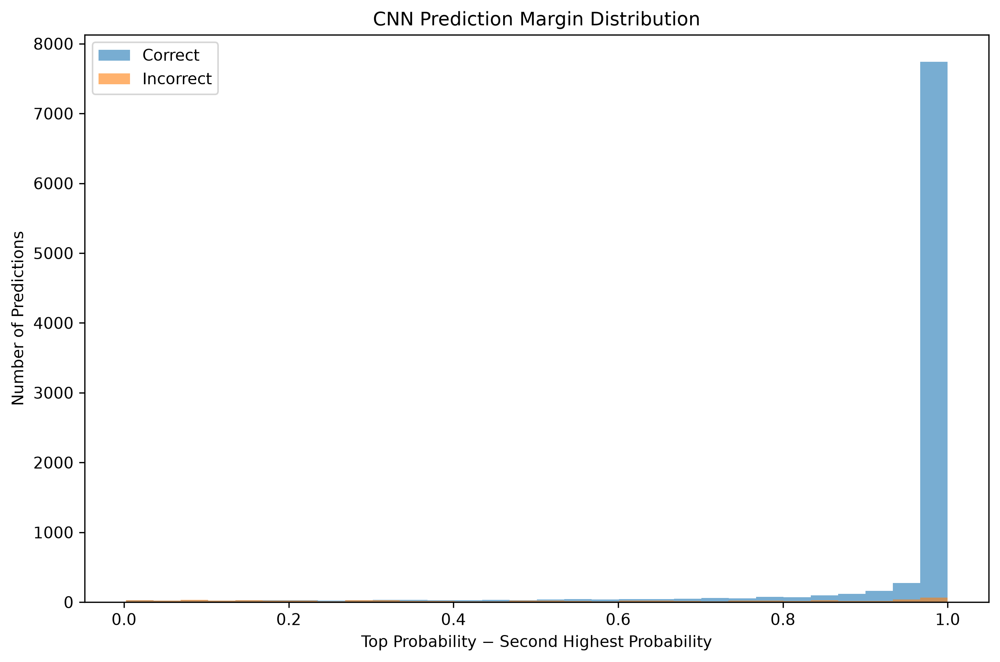 CNN Prediction Margin Distribution
Correct
Incorrect
Number of Predictions
8000
7000
6000
5000
4000
3000
2000
1000
0
0.0 0.2 0.4 0.6 0.8 1.0
Top Probability − Second Highest Probability